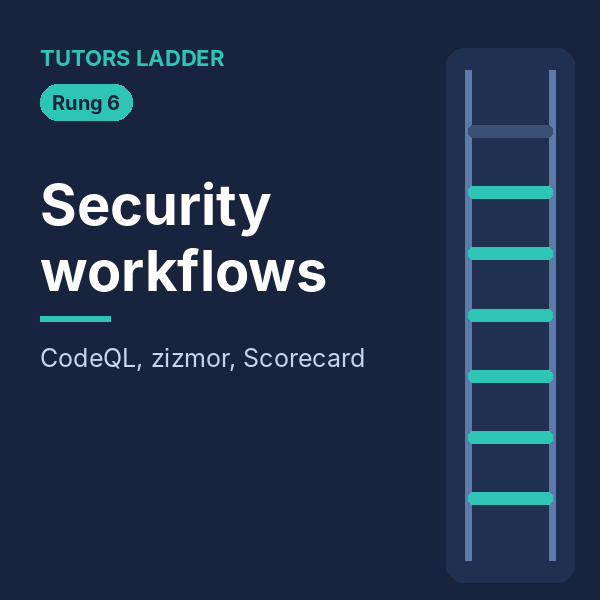 TUTORS LADDER
Rung 6
Security
workflows
CodeQL, zizmor, Scorecard